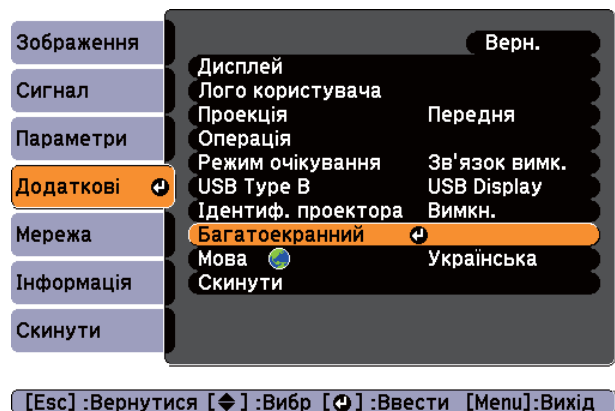 Зображення
Сигнал
Параметри
Додаткові
Мережа
Інформація
Скинути
Верн.
Дисплей
Лого користувача
Проекція Передня
Операція
Режим очікування Зв'язок вимк.
USB Type B USB Display
Ідентиф. проектора Вимкн.
Багатоекранний
Мова Українська
Скинути
[Esc] :Вернутися [ ] :Вибр [ ] :Ввести [Menu]:Вихід